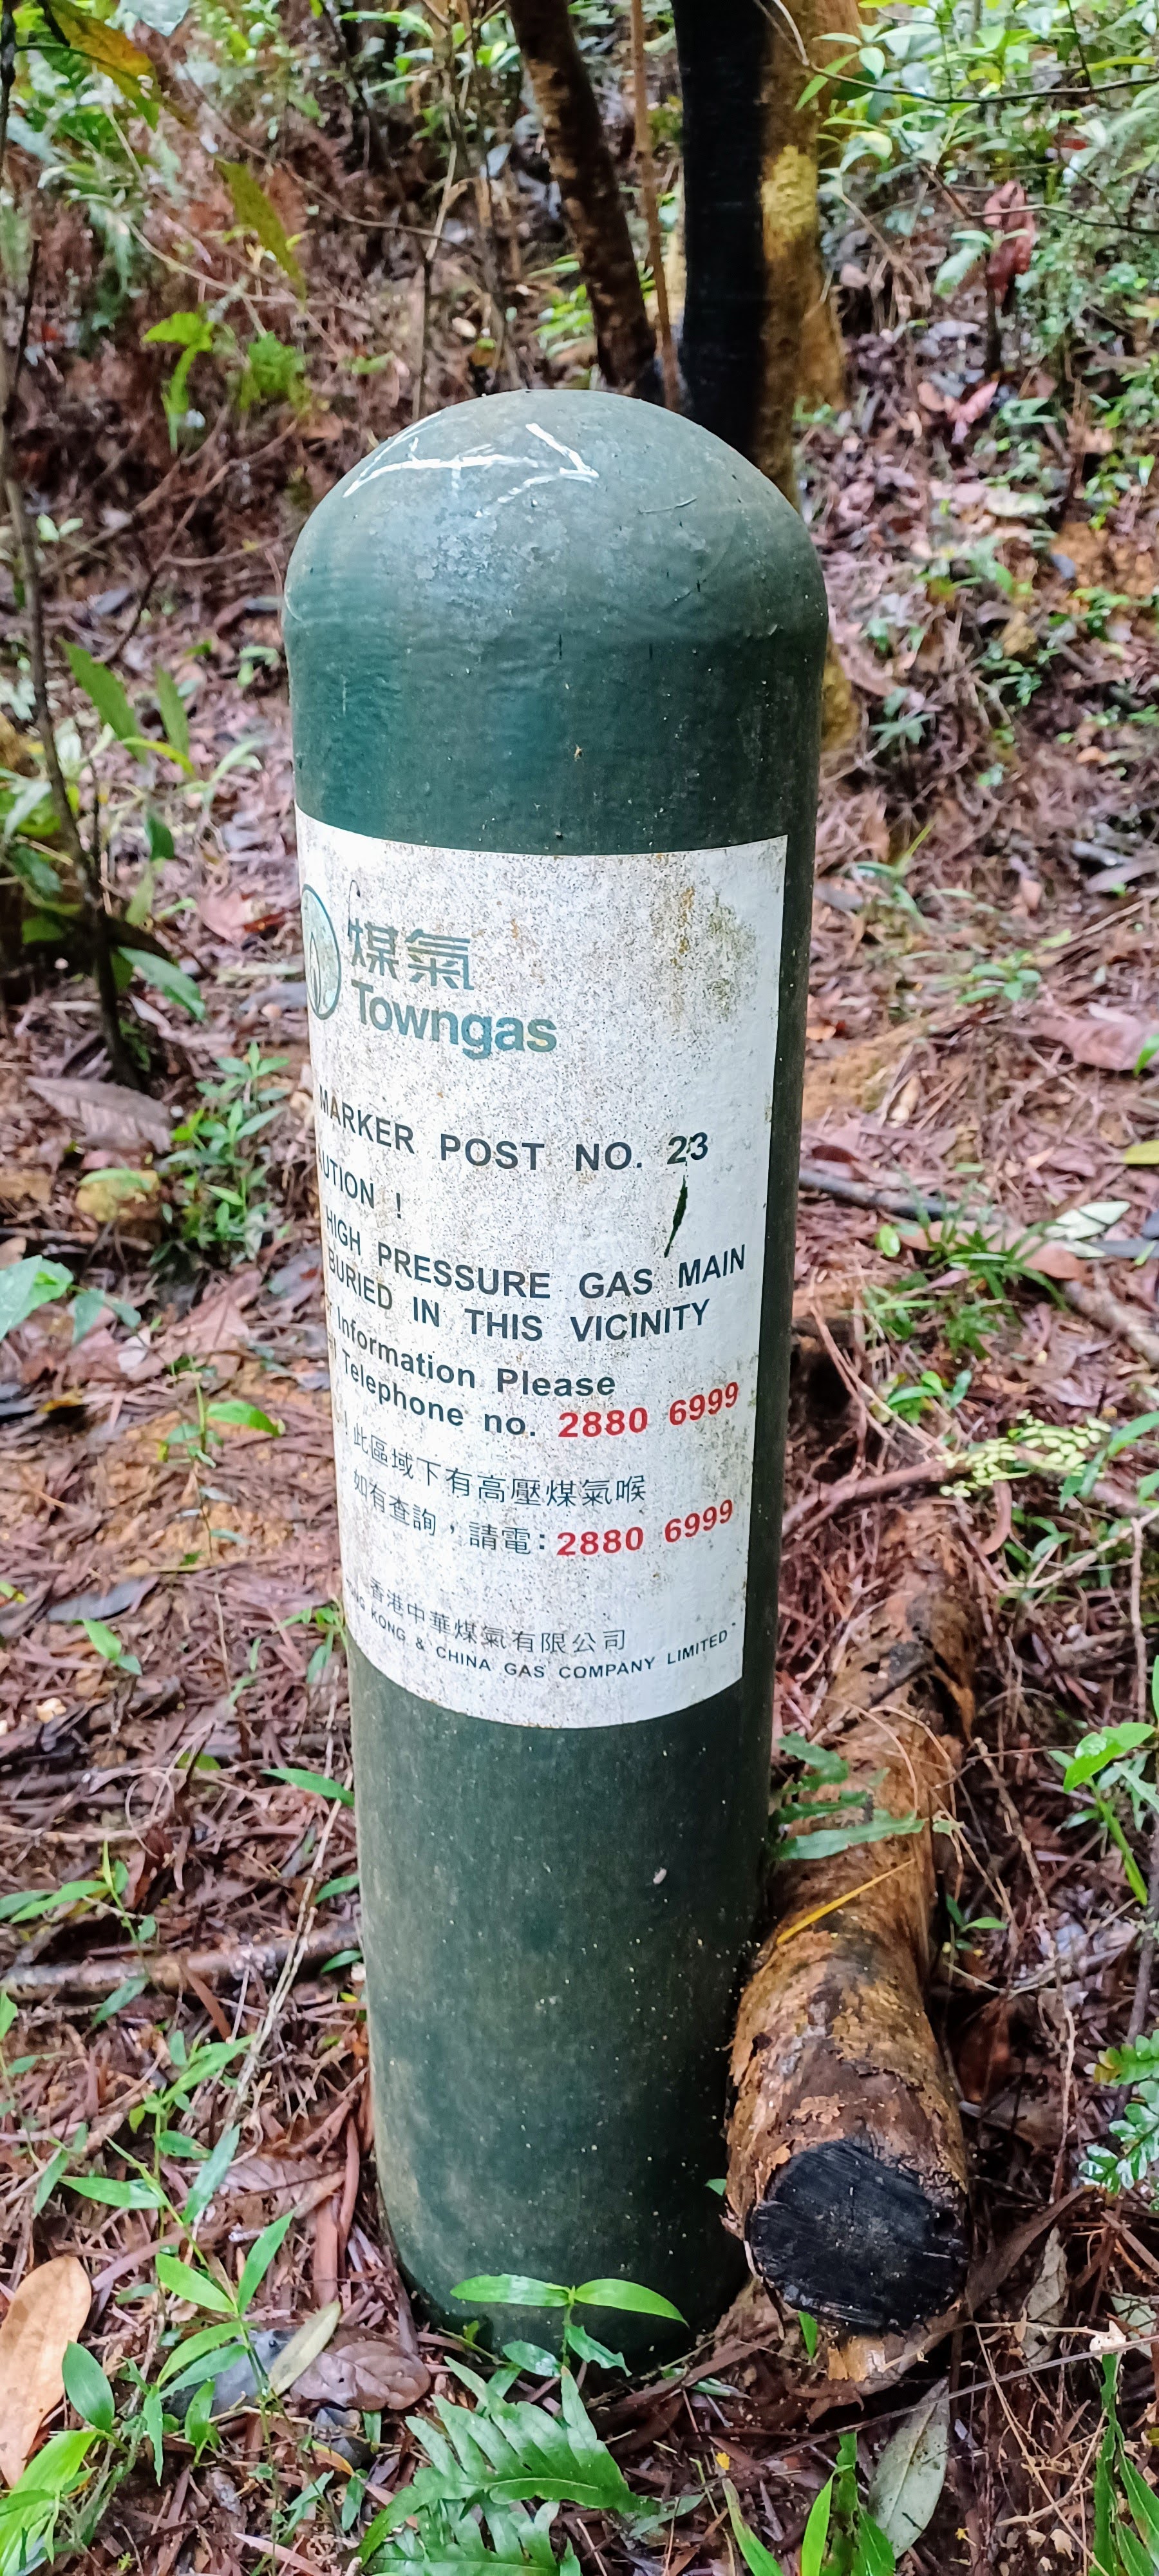 煤氣
Towngas
MARKER POST NO. 23
UTION !
HIGH PRESSURE GAS MAIN
BURIED IN THIS VICINITY
Information Please
Telephone no. 2880 6999
! 此區域下有高壓煤氣喉
如有查詢，請電：2880 6999
香港中華煤氣有限公司
KONG & CHINA GAS COMPANY LIMITED